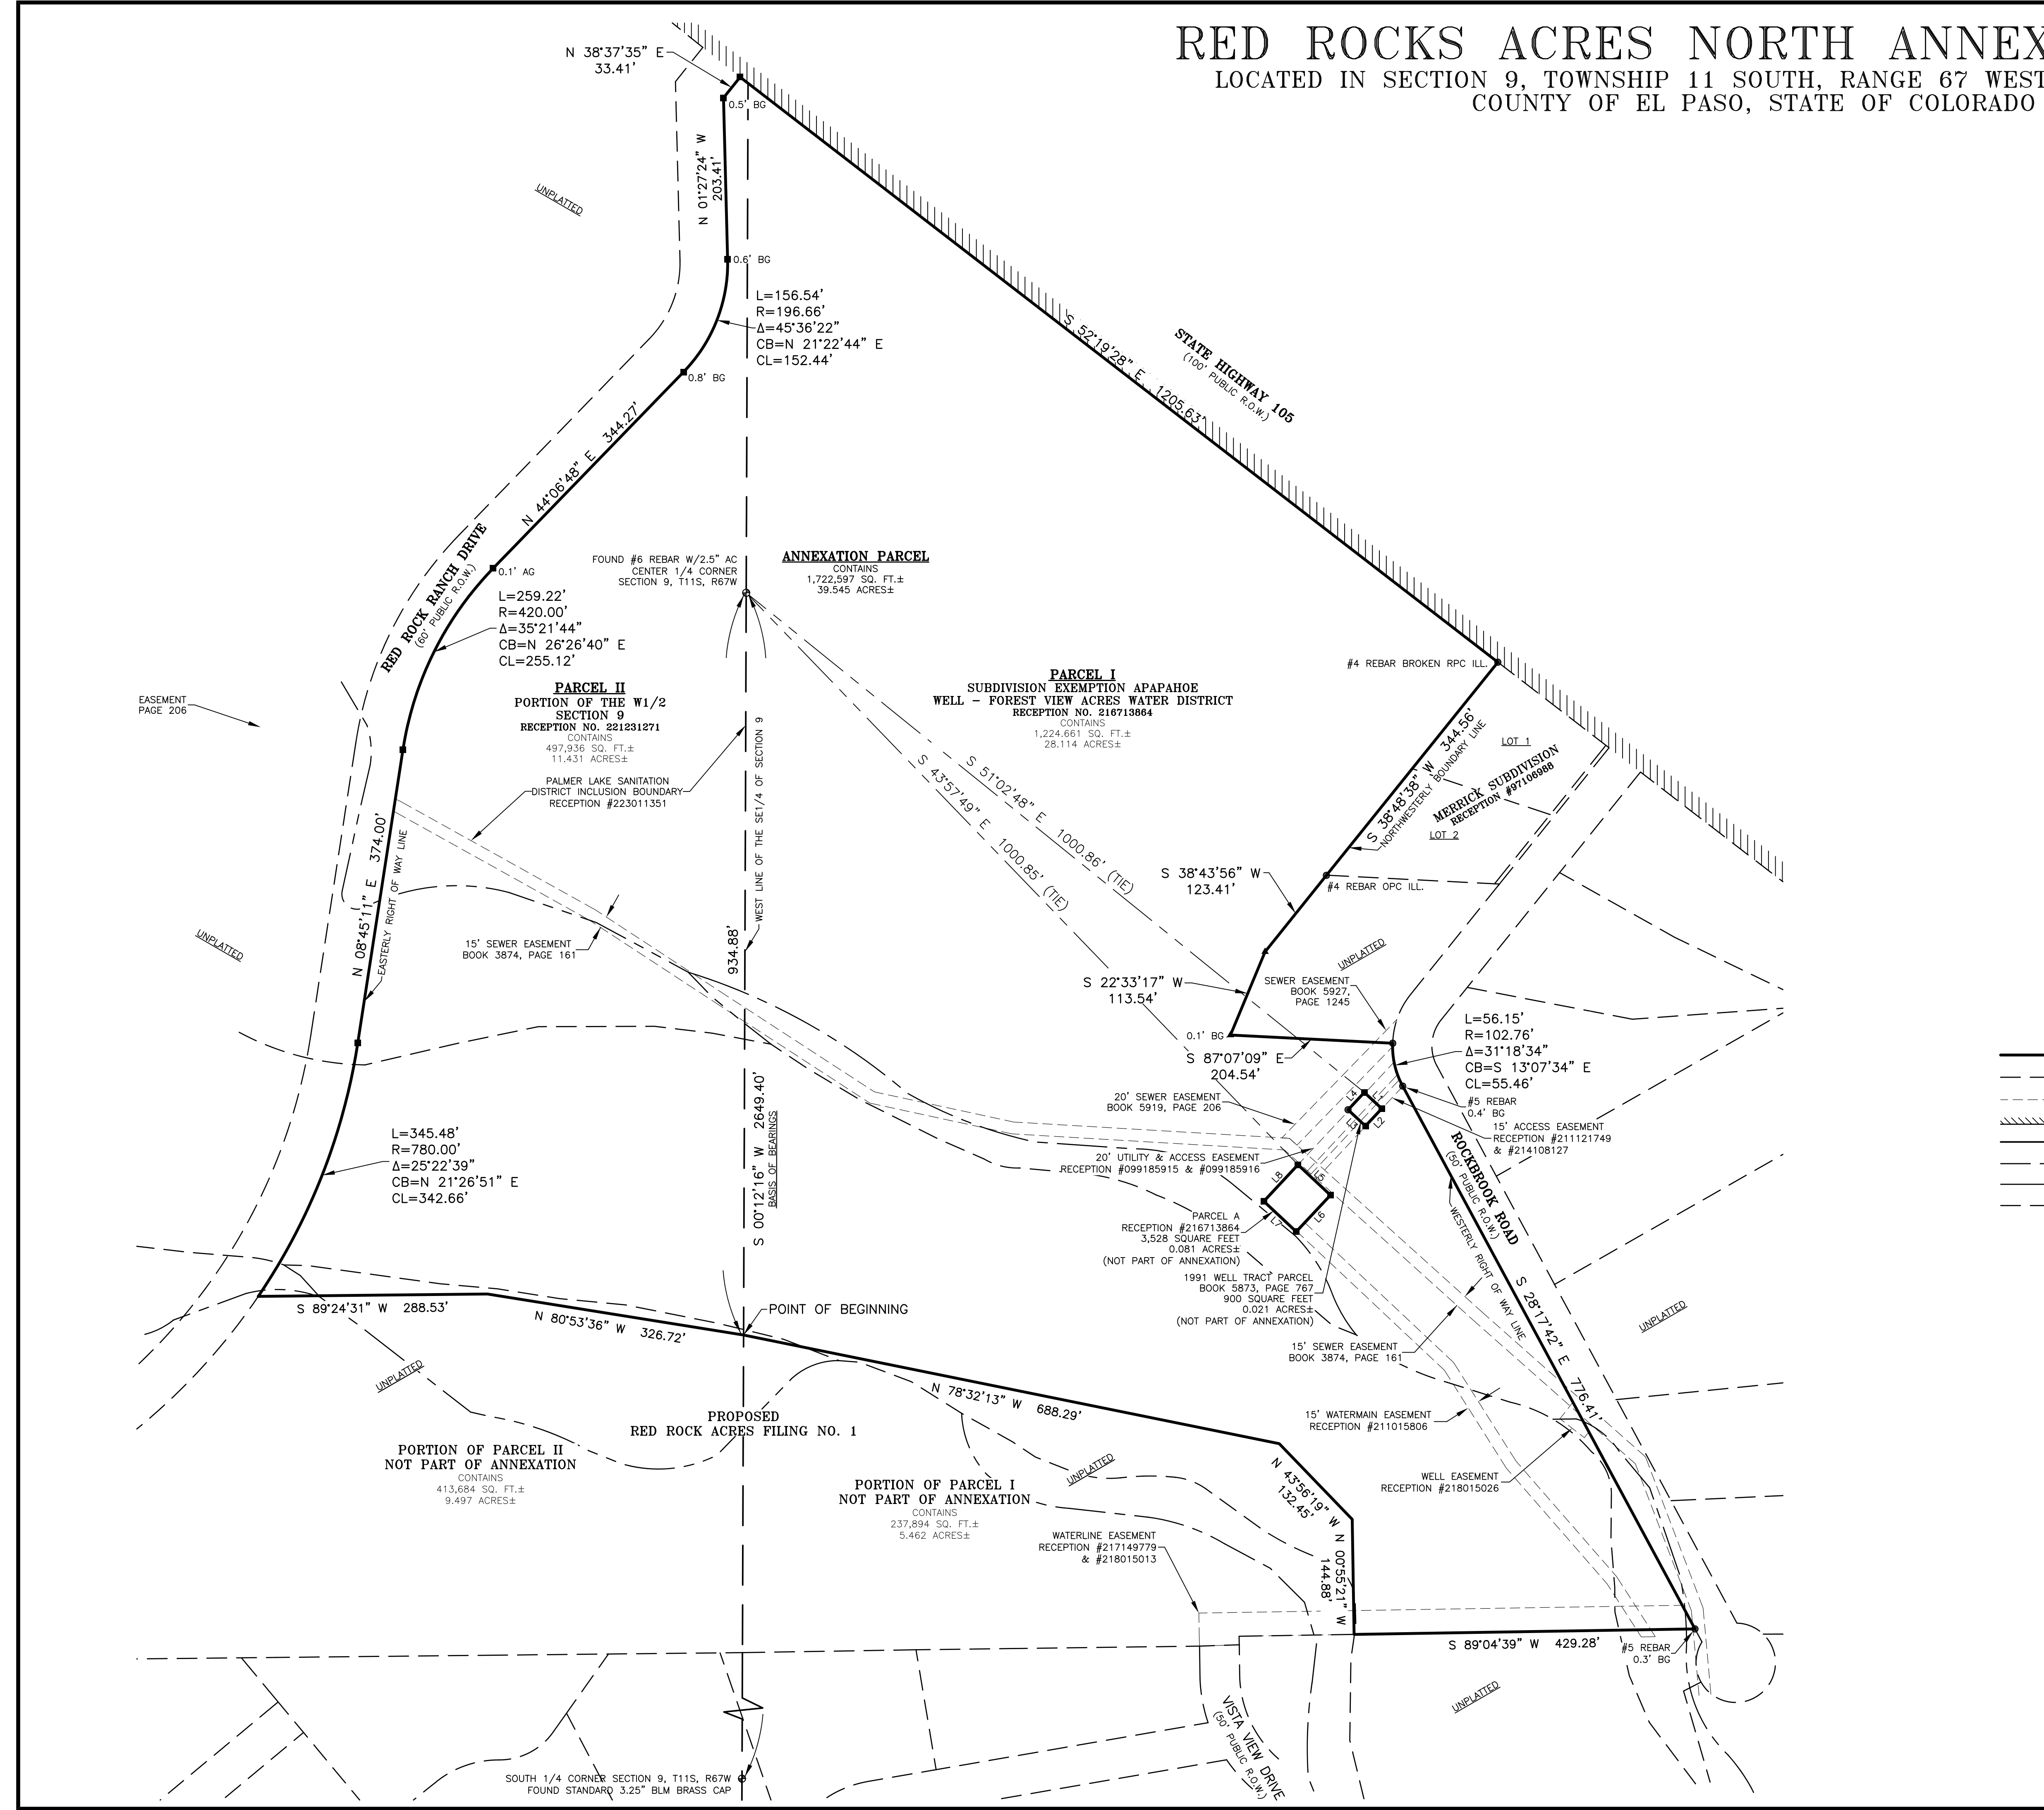 RED ROCKS ACRES NORTH ANNEX
LOCATED IN SECTION 9, TOWNSHIP 11 SOUTH, RANGE 67 WEST
COUNTY OF EL PASO, STATE OF COLORADO
N 38°37'35" E
33.41'
0.5' BG
N 01°27'24" W
203.41'
UNPLATTED
0.6' BG
L=156.54'
R=196.66'
Δ=45°36'22"
CB=N 21°22'44" E
CL=152.44'
0.8' BG
S 52°19'28" E 1205.63'
STATE HIGHWAY 105
(100' PUBLIC R.O.W.)
N 44°06'48" E 344.27'
RED ROCK RANCH DRIVE
(60' PUBLIC R.O.W.)
0.1' AG
L=259.22'
R=420.00'
Δ=35°21'44"
CB=N 26°26'40" E
CL=255.12'
FOUND #6 REBAR W/2.5" AC
CENTER 1/4 CORNER
SECTION 9, T11S, R67W
ANNEXATION PARCEL
CONTAINS
1,722,597 SQ. FT.±
39.545 ACRES±
EASEMENT
PAGE 206
PARCEL II
PORTION OF THE W1/2
SECTION 9
RECEPTION NO. 221231271
CONTAINS
497,936 SQ. FT.±
11.431 ACRES±
PARCEL I
SUBDIVISION EXEMPTION APAPAHOE
WELL – FOREST VIEW ACRES WATER DISTRICT
RECEPTION NO. 216713864
CONTAINS
1,224.661 SQ. FT.±
28.114 ACRES±
#4 REBAR BROKEN RPC ILL.
PALMER LAKE SANITATION
DISTRICT INCLUSION BOUNDARY
RECEPTION #223011351
WEST LINE OF THE SE1/4 OF SECTION 9
S 51°02'48" E 1000.86' (TIE)
S 43°57'49" E 1000.85' (TIE)
S 38°48'38" W 344.56'
NORTHWESTERLY BOUNDARY LINE
LOT 1
MERRICK SUBDIVISION
RECEPTION #97106988
LOT 2
S 38°43'56" W
123.41'
#4 REBAR OPC ILL.
N 08°45'11" E 374.00'
EASTERLY RIGHT OF WAY LINE
UNPLATTED
15' SEWER EASEMENT
BOOK 3874, PAGE 161
934.88'
UNPLATTED
S 22°33'17" W
113.54'
SEWER EASEMENT
BOOK 5927,
PAGE 1245
0.1' BG
S 87°07'09" E
204.54'
L=56.15'
R=102.76'
Δ=31°18'34"
CB=S 13°07'34" E
CL=55.46'
#5 REBAR
0.4' BG
15' ACCESS EASEMENT
RECEPTION #211121749
& #214108127
20' SEWER EASEMENT
BOOK 5919, PAGE 206
L4
L1
L3
L2
L=345.48'
R=780.00'
Δ=25°22'39"
CB=N 21°26'51" E
CL=342.66'
S 00°12'16" W 2649.40'
BASIS OF BEARINGS
20' UTILITY & ACCESS EASEMENT
RECEPTION #099185915 & #099185916
L8
L5
L7
L6
ROCKBROOK ROAD
(50' PUBLIC R.O.W.)
WESTERLY RIGHT OF WAY LINE
PARCEL A
RECEPTION #216713864
3,528 SQUARE FEET
0.081 ACRES±
(NOT PART OF ANNEXATION)
1991 WELL TRACT PARCEL
BOOK 5873, PAGE 767
900 SQUARE FEET
0.021 ACRES±
(NOT PART OF ANNEXATION)
S 28°17'42" E 776.41'
UNPLATTED
S 89°24'31" W 288.53'
N 80°53'36" W 326.72'
POINT OF BEGINNING
15' SEWER EASEMENT
BOOK 3874, PAGE 161
UNPLATTED
N 78°32'13" W 688.29'
PROPOSED
RED ROCK ACRES FILING NO. 1
15' WATERMAIN EASEMENT
RECEPTION #211015806
PORTION OF PARCEL II
NOT PART OF ANNEXATION
CONTAINS
413,684 SQ. FT.±
9.497 ACRES±
UNPLATTED
PORTION OF PARCEL I
NOT PART OF ANNEXATION
CONTAINS
237,894 SQ. FT.±
5.462 ACRES±
N 43°56'19" W
132.45'
WELL EASEMENT
RECEPTION #218015026
WATERLINE EASEMENT
RECEPTION #217149779
& #218015013
N 00°55'21" W
144.88'
S 89°04'39" W 429.28'
#5 REBAR
0.3' BG
UNPLATTED
VISTA VIEW DRIVE
(50' PUBLIC R.O.W.)
SOUTH 1/4 CORNER SECTION 9, T11S, R67W
FOUND STANDARD 3.25" BLM BRASS CAP